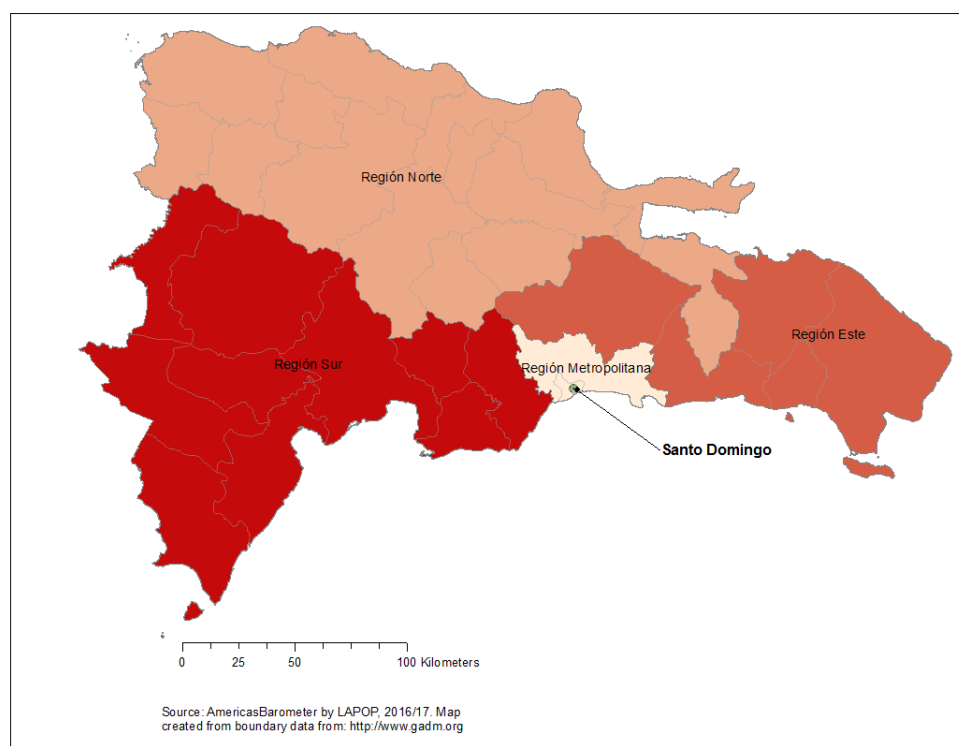 Región Norte
Región Este
Región Sur
Región Metropolitana
Santo Domingo
0 25 50 100 Kilometers
Source: AmericasBarometer by LAPOP, 2016/17. Map
created from boundary data from: http://www.gadm.org